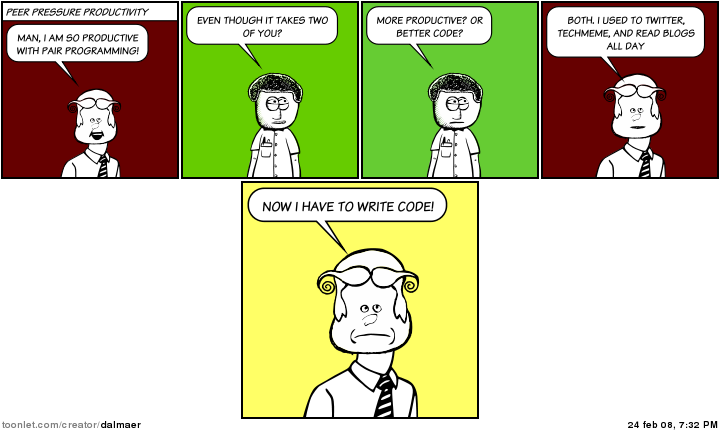 PEER PRESSURE PRODUCTIVITY
MAN, I AM SO PRODUCTIVE
WITH PAIR PROGRAMMING!
EVEN THOUGH IT TAKES TWO
OF YOU?
MORE PRODUCTIVE? OR
BETTER CODE?
BOTH. I USED TO TWITTER,
TECHMEME, AND READ BLOGS
ALL DAY
NOW I HAVE TO WRITE CODE!
toonlet.com/creator/dalmaer
24 feb 08, 7:32 PM